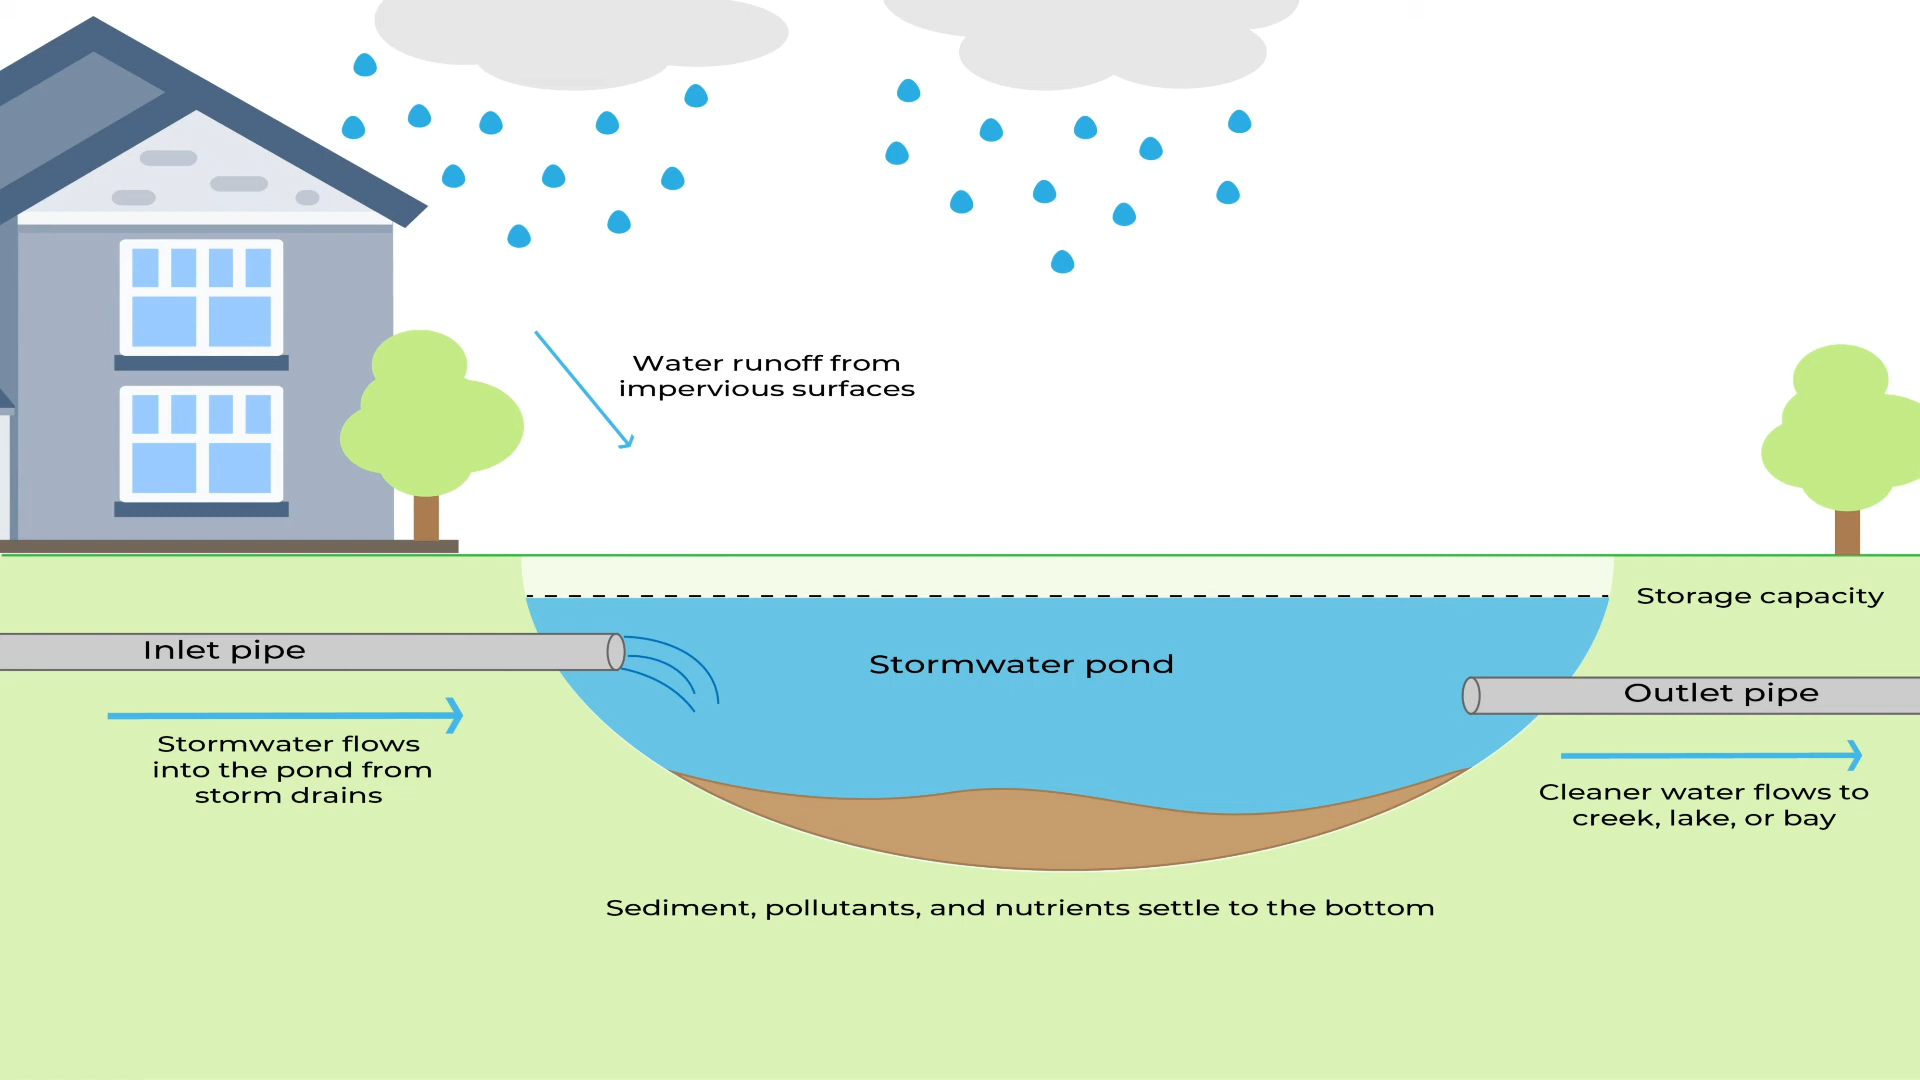 Water runoff from
impervious surfaces
Storage capacity
Inlet pipe
Stormwater pond
Outlet pipe
Stormwater flows
into the pond from
storm drains
Cleaner water flows to
creek, lake, or bay
Sediment, pollutants, and nutrients settle to the bottom